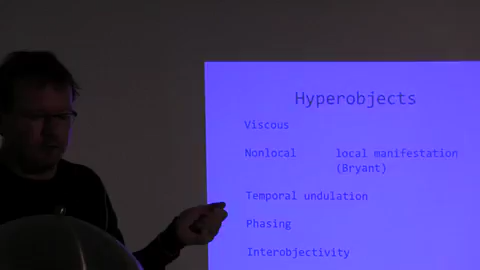 Hyperobjects
Viscous
Nonlocal local manifestation
(Bryant)
Temporal undulation
Phasing
Interobjectivity